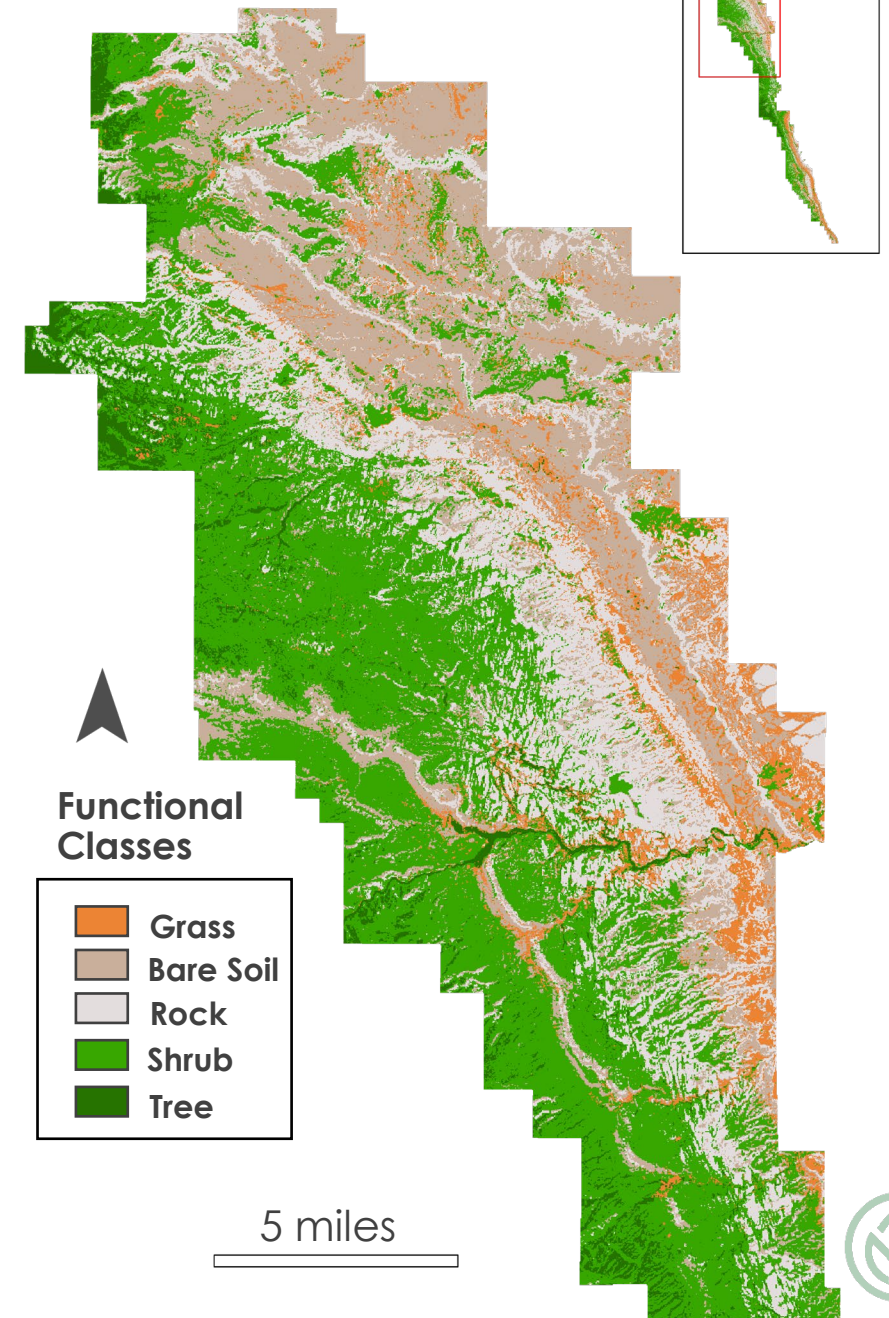 Functional
Classes
Grass
Bare Soil
Rock
Shrub
Tree
5 miles